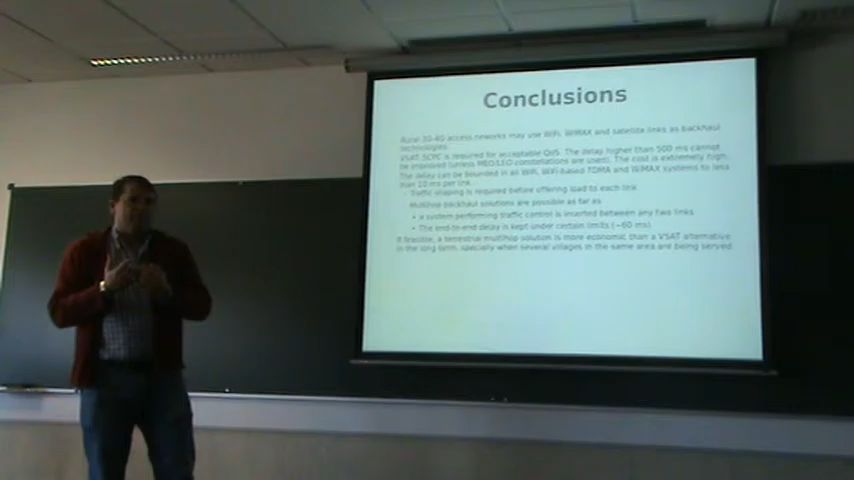 Conclusions
Rural 3G-4G access neworks may use WiFi, WiMAX and satellite links as backhaul
technologies.
VSAT SCPC is required for acceptable QoS. The delay higher than 500 ms cannot
be improved (unless MEO/LEO constellations are used). The cost is extremely high.
The delay can be bounded in all WiFi, WiFi-based TDMA and WiMAX systems to less
than 10 ms per link.
- Traffic shaping is required before offering load to each link
Multihop backhaul solutions are possible as far as
• a system performing traffic control is inserted between any two links
• The end-to-end delay is kept under certain limits (~60 ms)
If feasible, a terrestrial multihop solution is more economic than a VSAT alternative
in the long term, specially when several villages in the same area are being served